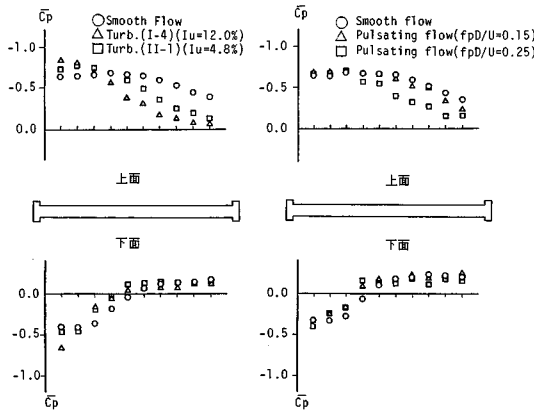 C̅p
-1.0
-0.5
0.0
○ Smooth Flow
△ Turb.(I-4)(Iu=12.0%)
□ Turb.(II-1)(Iu=4.8%)
上面
下面
0.0
-0.5
-1.0
C̅p
C̅p
-1.0
-0.5
0.0
○ Smooth flow
△ Pulsating flow(fpD/U=0.15)
□ Pulsating flow(fpD/U=0.25)
上面
下面
0.0
-0.5
-1.0
C̅p